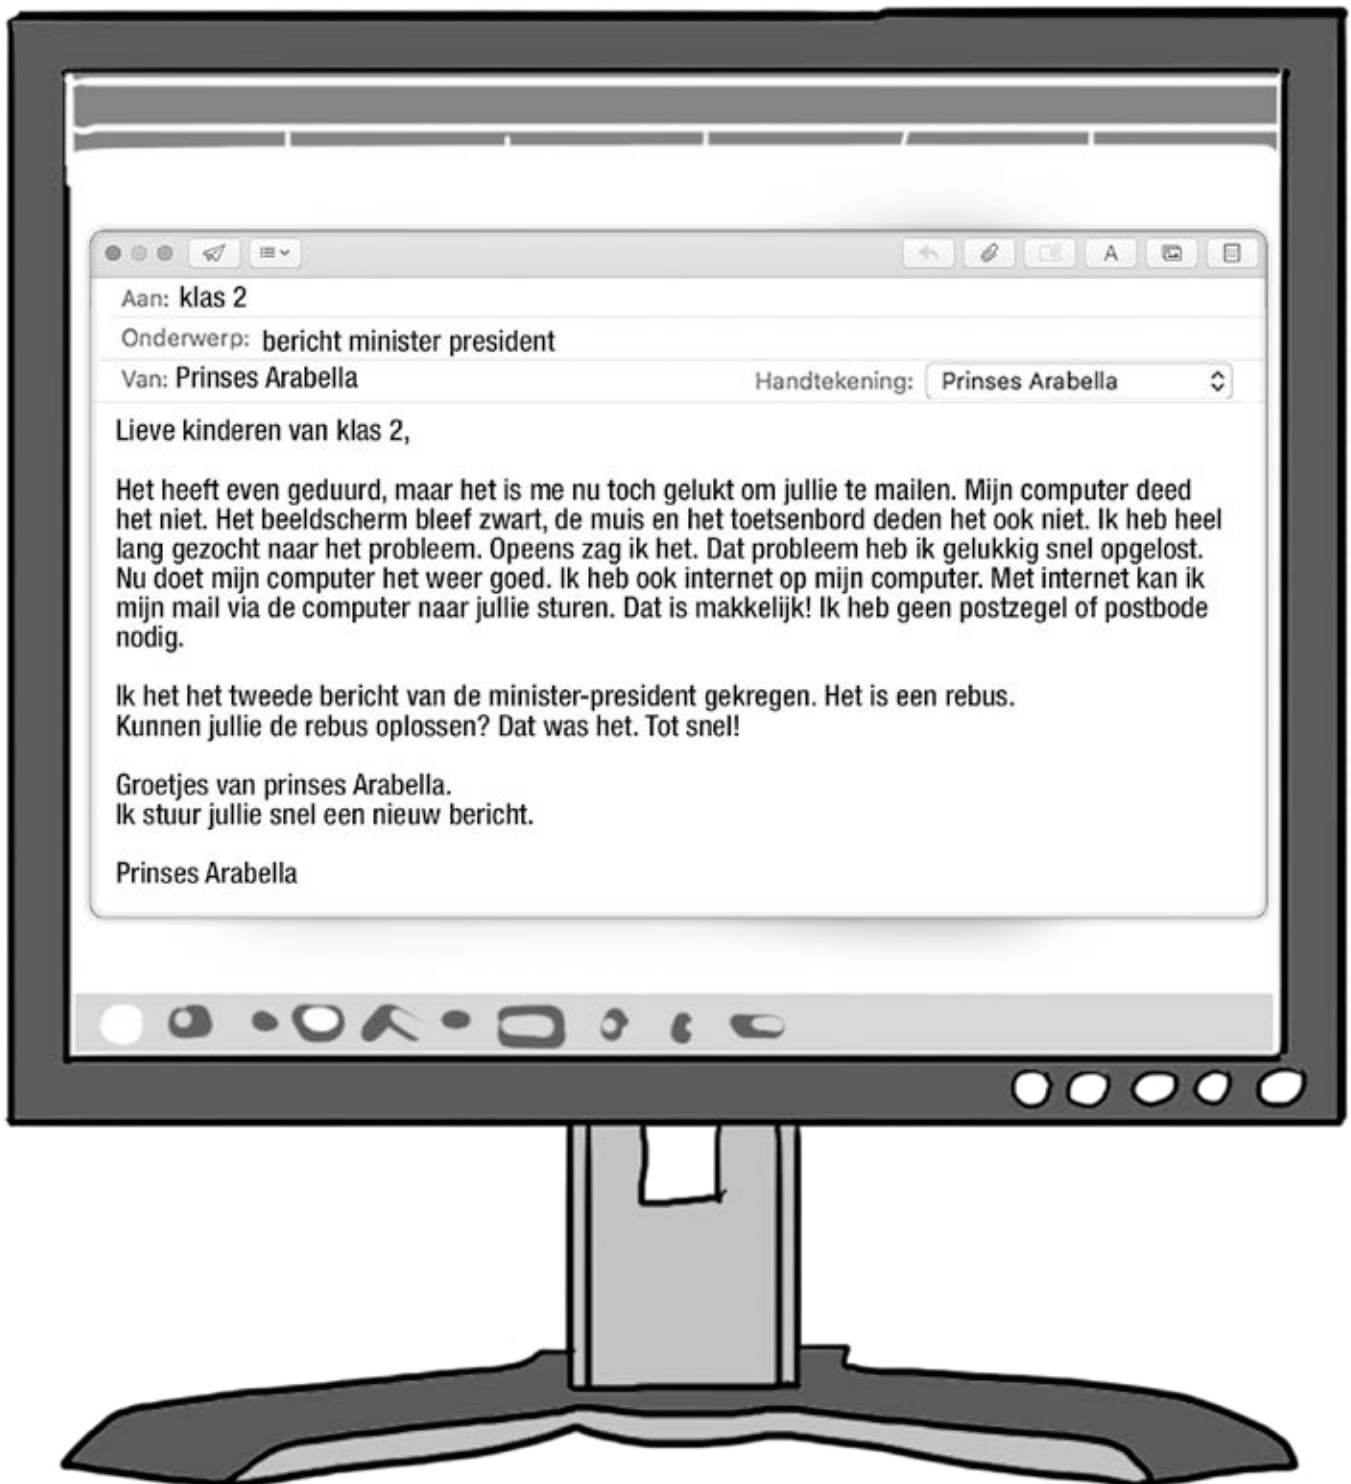 Aan: klas 2
Onderwerp: bericht minister president
Van: Prinses Arabella Handtekening: Prinses Arabella
Lieve kinderen van klas 2,
Het heeft even geduurd, maar het is me nu toch gelukt om jullie te mailen. Mijn computer deed
het niet. Het beeldscherm bleef zwart, de muis en het toetsenbord deden het ook niet. Ik heb heel
lang gezocht naar het probleem. Opeens zag ik het. Dat probleem heb ik gelukkig snel opgelost.
Nu doet mijn computer het weer goed. Ik heb ook internet op mijn computer. Met internet kan ik
mijn mail via de computer naar jullie sturen. Dat is makkelijk! Ik heb geen postzegel of postbode
nodig.
Ik het het tweede bericht van de minister-president gekregen. Het is een rebus.
Kunnen jullie de rebus oplossen? Dat was het. Tot snel!
Groetjes van prinses Arabella.
Ik stuur jullie snel een nieuw bericht.
Prinses Arabella